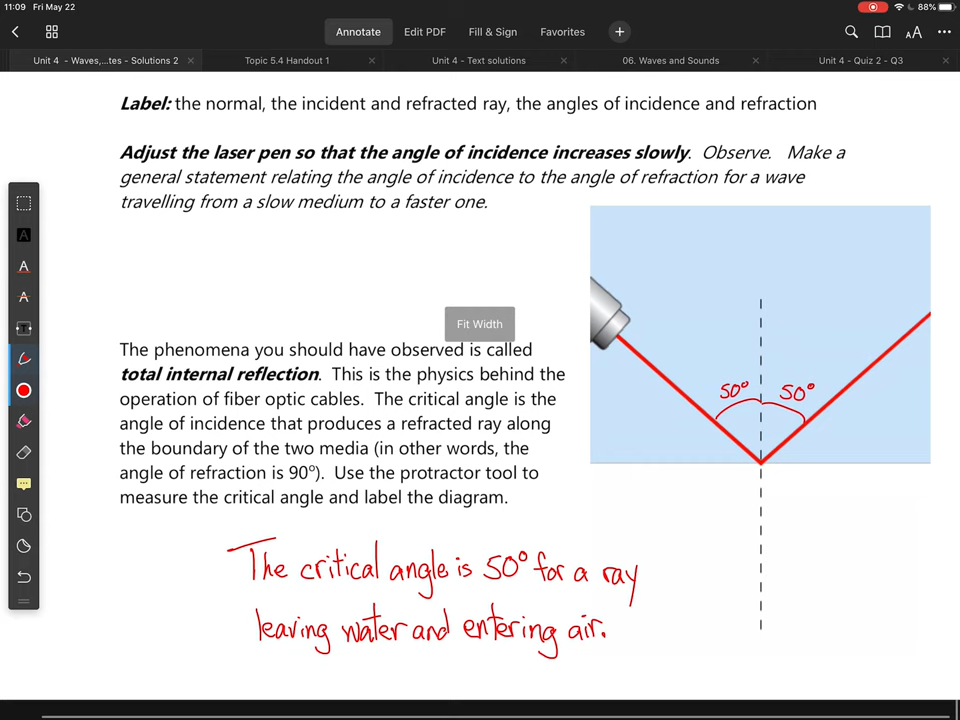 11:09 Fri May 22
88%
Annotate Edit PDF Fill & Sign Favorites +
AA
Unit 4 - Waves,...tes - Solutions 2 × Topic 5.4 Handout 1 × Unit 4 - Text solutions × 06. Waves and Sounds × Unit 4 - Quiz 2 - Q3
Label: the normal, the incident and refracted ray, the angles of incidence and refraction
Adjust the laser pen so that the angle of incidence increases slowly. Observe. Make a
general statement relating the angle of incidence to the angle of refraction for a wave
travelling from a slow medium to a faster one.
A
A
A
T
Fit Width
The phenomena you should have observed is called
total internal reflection. This is the physics behind the
operation of fiber optic cables. The critical angle is the
angle of incidence that produces a refracted ray along
the boundary of the two media (in other words, the
angle of refraction is 90°). Use the protractor tool to
measure the critical angle and label the diagram.
50° 50°
The critical angle is 50° for a ray
leaving water and entering air.